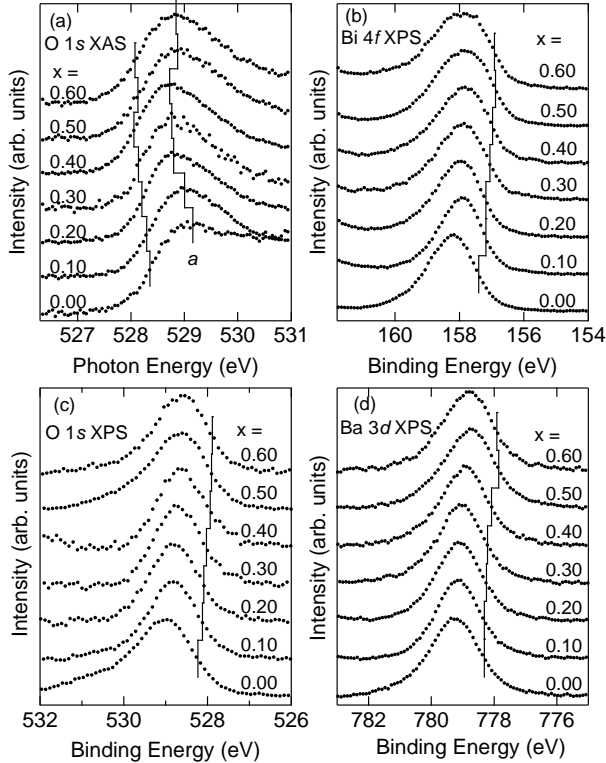 (a)
O 1s XAS
x =
0.60
0.50
0.40
0.30
0.20
0.10
0.00
a
527 528 529 530 531
Photon Energy (eV)
Intensity (arb. units)
(b)
Bi 4f XPS
x =
0.60
0.50
0.40
0.30
0.20
0.10
0.00
160 158 156 154
Binding Energy (eV)
Intensity (arb. units)
(c)
O 1s XPS
x =
0.60
0.50
0.40
0.30
0.20
0.10
0.00
532 530 528 526
Binding Energy (eV)
Intensity (arb. units)
(d)
Ba 3d XPS
x =
0.60
0.50
0.40
0.30
0.20
0.10
0.00
782 780 778 776
Binding Energy (eV)
Intensity (arb. units)